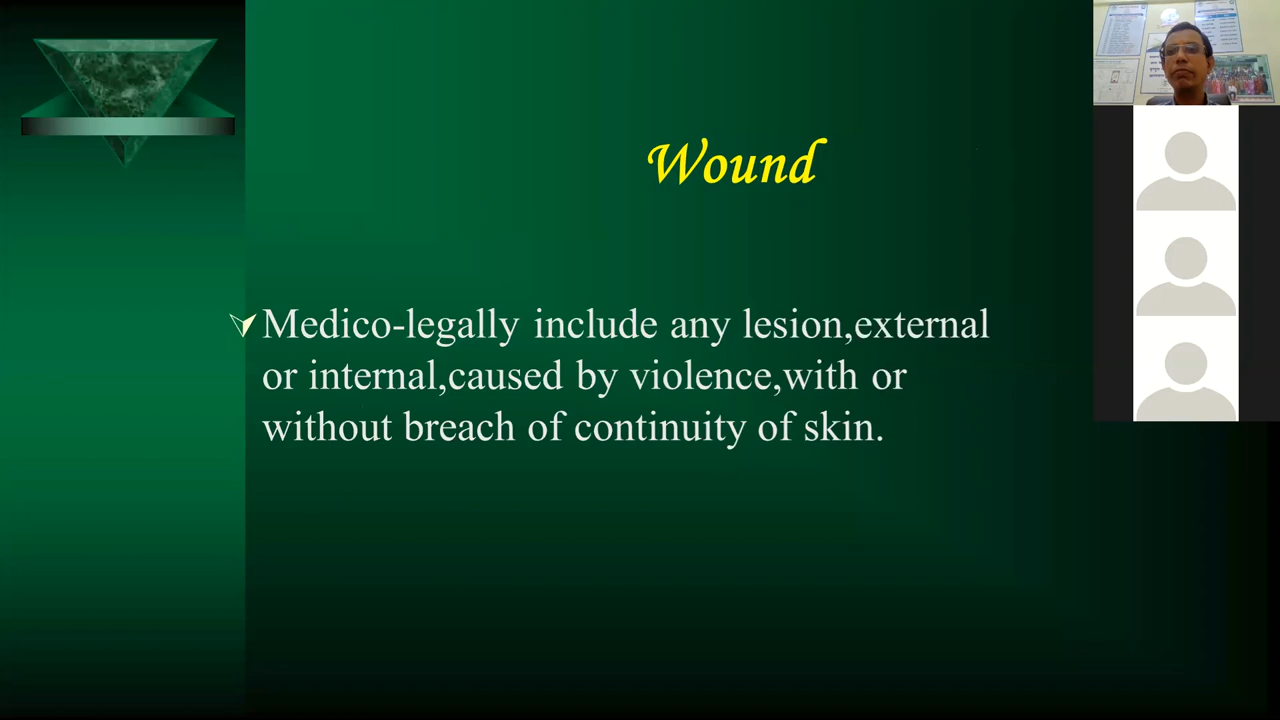 Wound
Medico-legally include any lesion,external
or internal,caused by violence,with or
without breach of continuity of skin.